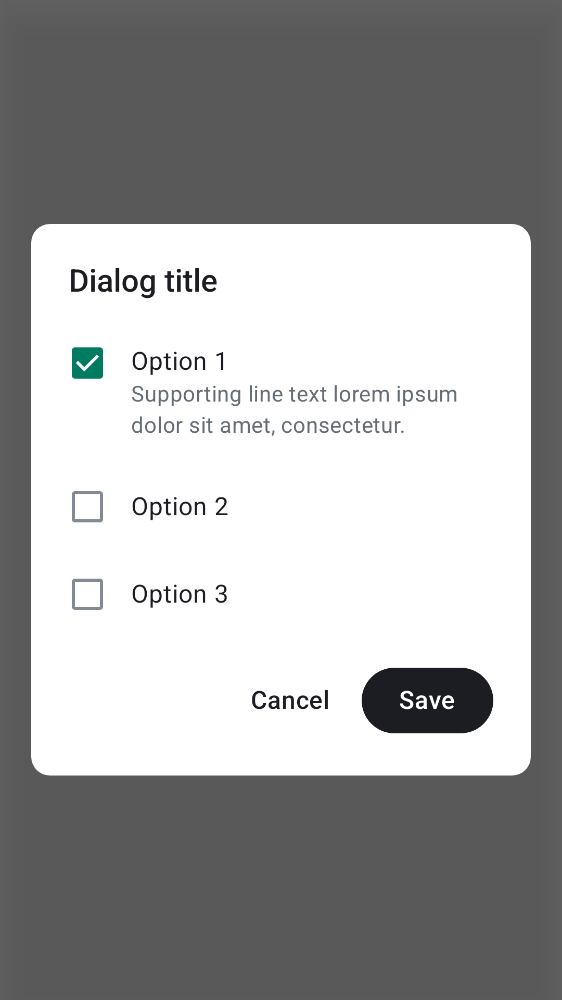 Dialog title
Option 1
Supporting line text lorem ipsum
dolor sit amet, consectetur.
Option 2
Option 3
Cancel
Save